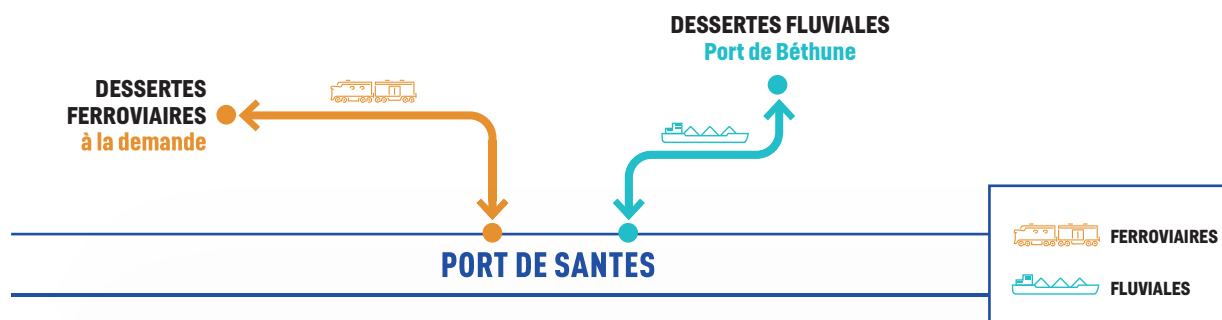 DESSERTES FLUVIALES
Port de Béthune
DESSERTES
FERROVIAIRES
à la demande
PORT DE SANTES
FERROVIAIRES
FLUVIALES